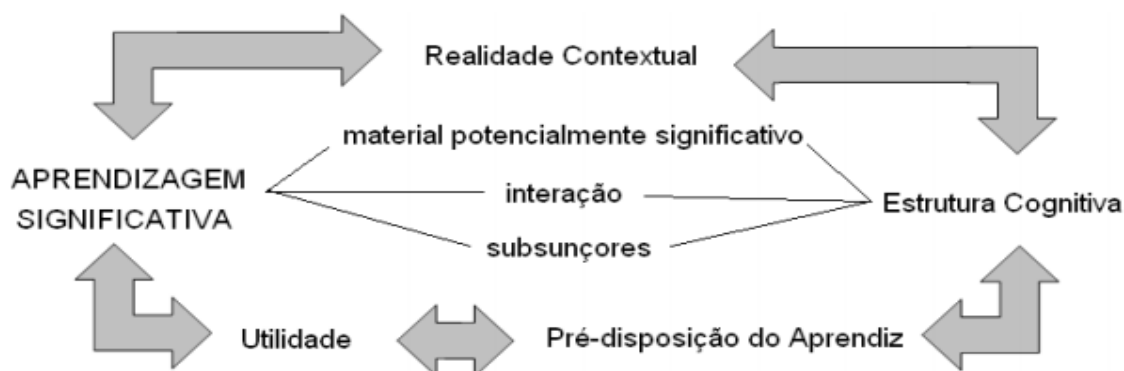 Realidade Contextual
material potencialmente significativo
APRENDIZAGEM
SIGNIFICATIVA
interação
Estrutura Cognitiva
subsunçores
Utilidade
Pré-disposição do Aprendiz